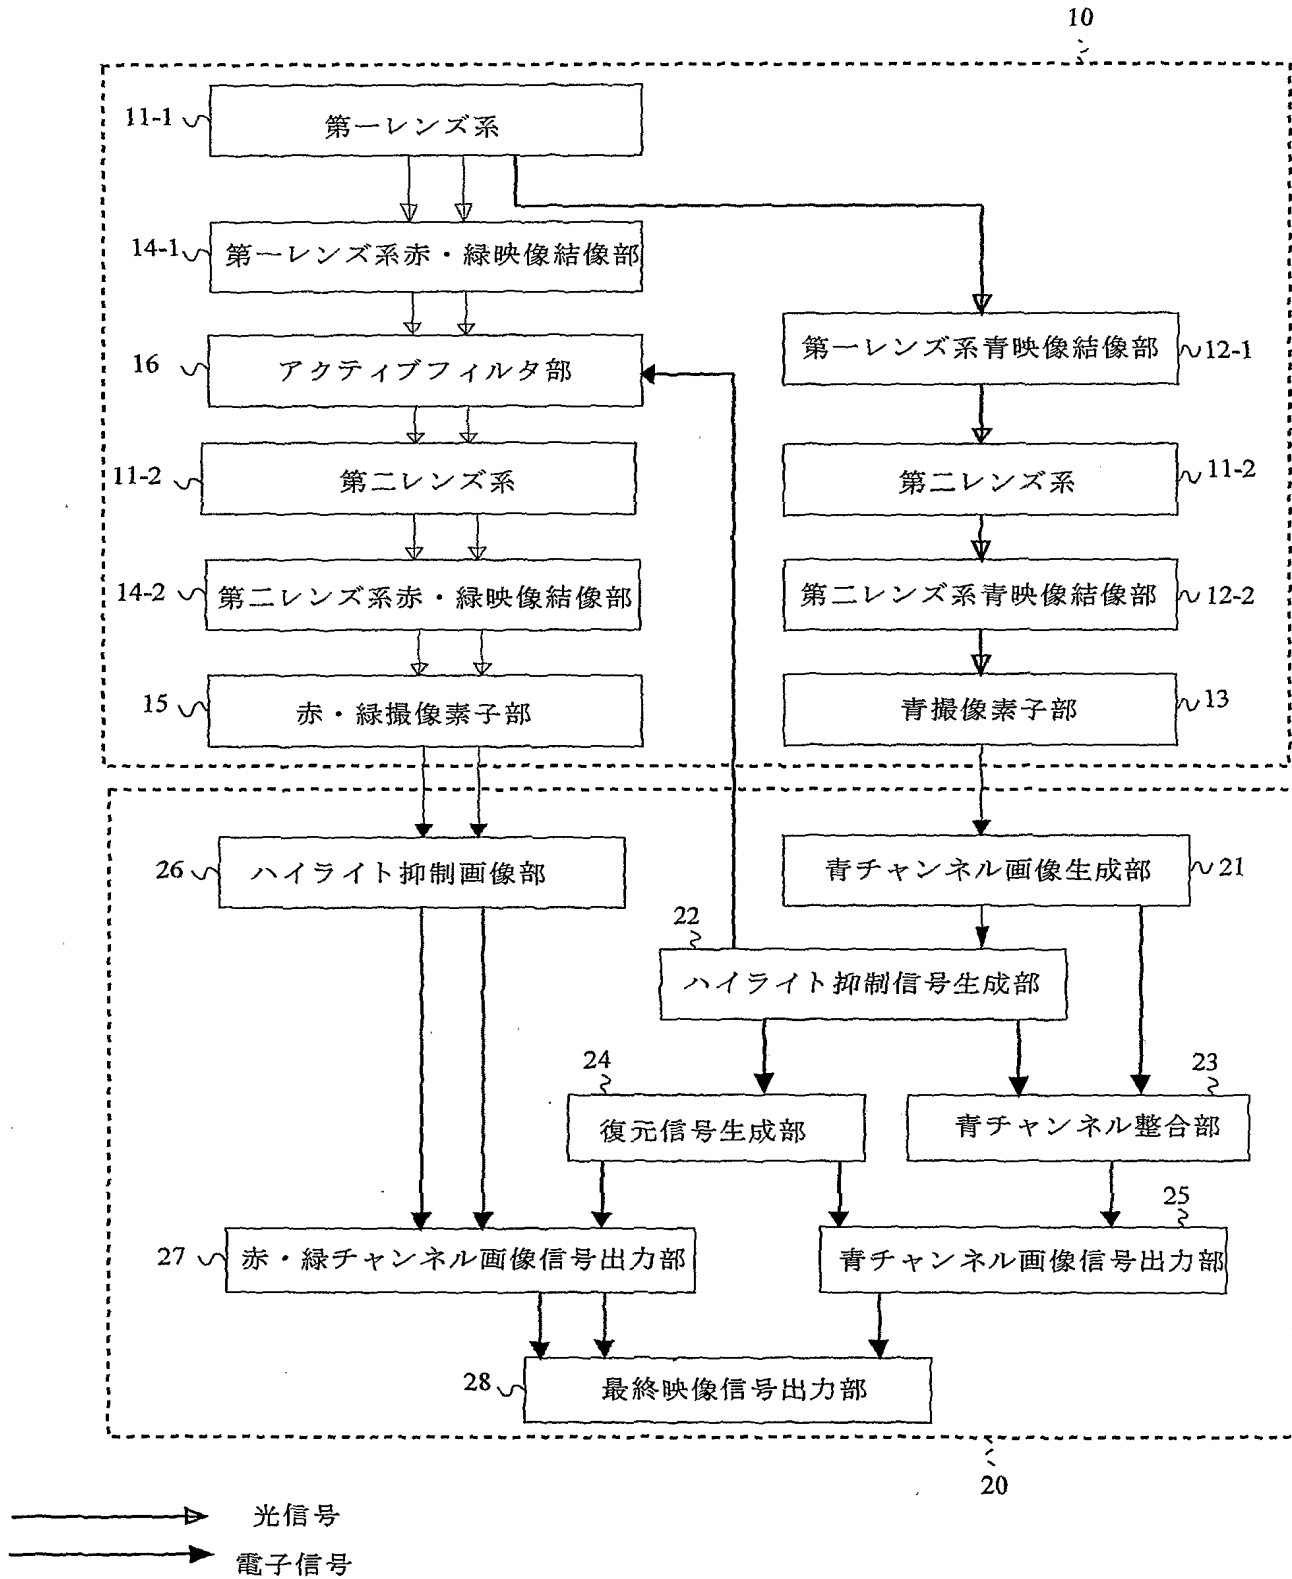 10
11-1
第一レンズ系
14-1
第一レンズ系赤・緑映像結像部
16
アクティブフィルタ部
第一レンズ系青映像結像部
12-1
11-2
第二レンズ系
第二レンズ系
11-2
14-2
第二レンズ系赤・緑映像結像部
第二レンズ系青映像結像部
12-2
15
赤・緑撮像素子部
青撮像素子部
13
26
ハイライト抑制画像部
青チャンネル画像生成部
21
22
ハイライト抑制信号生成部
24
復元信号生成部
23
青チャンネル整合部
25
27
赤・緑チャンネル画像信号出力部
青チャンネル画像信号出力部
28
最終映像信号出力部
20
光信号
電子信号